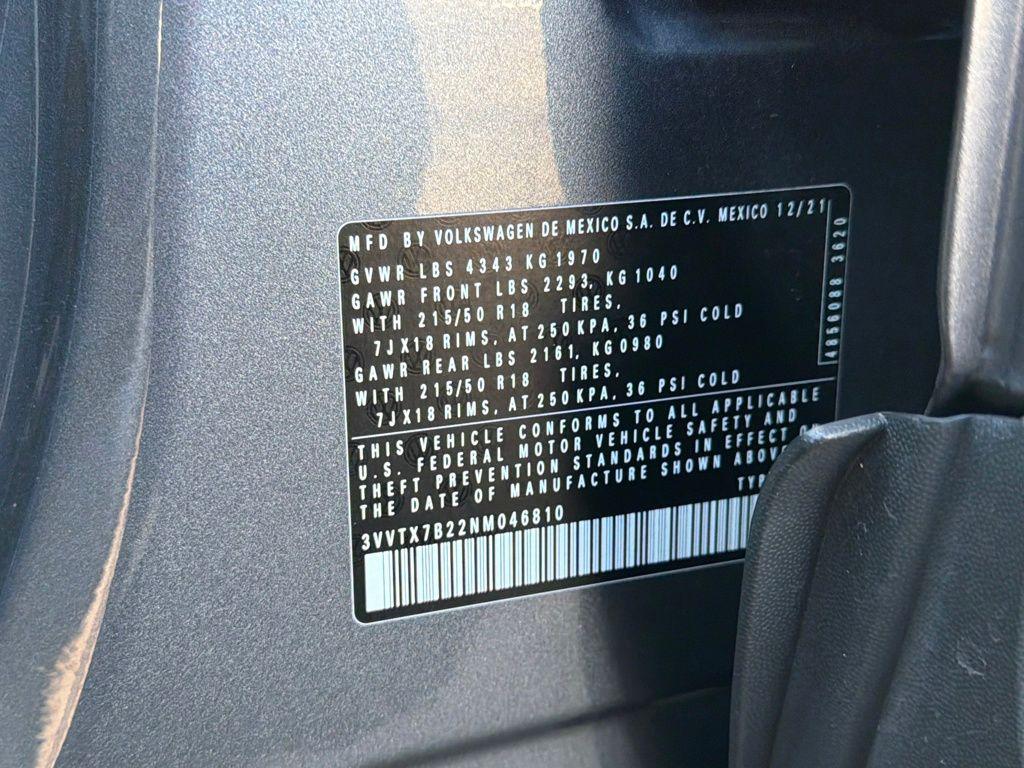 MFD BY VOLKSWAGEN DE MEXICO S.A. DE C.V. MEXICO 12/21
GVWR LBS 4343 KG 1970
GAWR FRONT LBS 2293, KG 1040
WITH 215/50 R18 TIRES,
7JX18 RIMS, AT 250 KPA, 36 PSI COLD
GAWR REAR LBS 2161, KG 0980
WITH 215/50 R18 TIRES,
7JX18 RIMS, AT 250 KPA, 36 PSI COLD
4856088 3620
THIS VEHICLE CONFORMS TO ALL APPLICABLE
U.S. FEDERAL MOTOR VEHICLE SAFETY AND
THEFT PREVENTION STANDARDS IN EFFECT
THE DATE OF MANUFACTURE SHOWN
3VVTX7B22NM046810